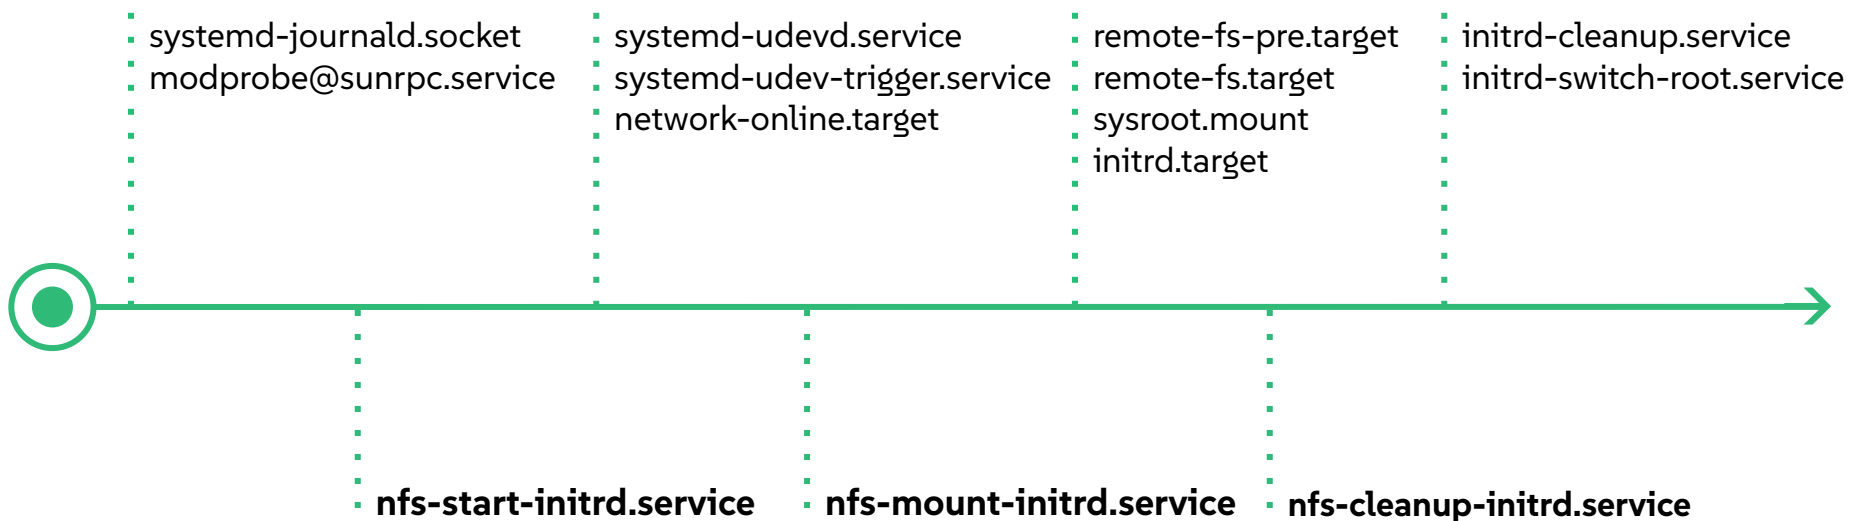 systemd-journald.socket
modprobe@sunrpc.service
systemd-udevd.service
systemd-udev-trigger.service
network-online.target
remote-fs-pre.target
remote-fs.target
sysroot.mount
initrd.target
initrd-cleanup.service
initrd-switch-root.service
nfs-start-initrd.service
nfs-mount-initrd.service
nfs-cleanup-initrd.service